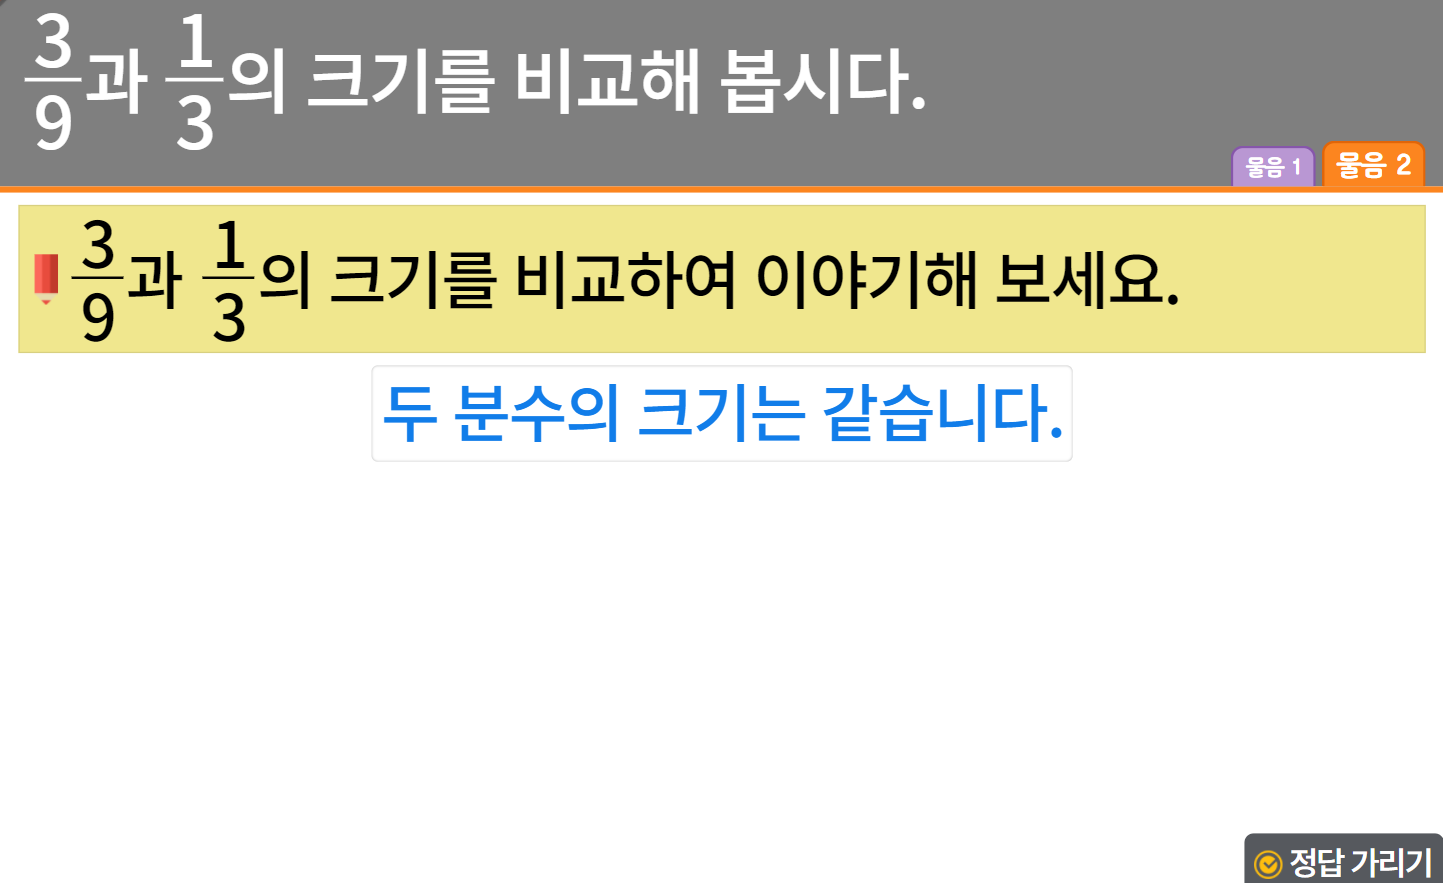 3/9과 1/3의 크기를 비교해 봅시다.
물음 1
물음 2
3/9과 1/3의 크기를 비교하여 이야기해 보세요.
두 분수의 크기는 같습니다.
정답 가리기